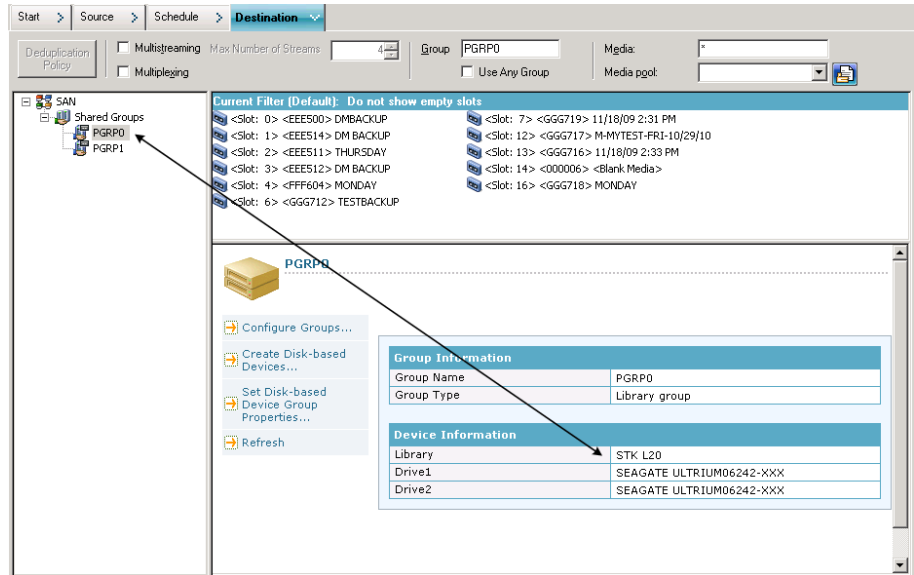 Start > Source > Schedule > Destination
Deduplication Policy
Multistreaming Max Number of Streams 4 Group PGRP0 Media: *
Multiplexing Use Any Group Media pool:
SAN
Shared Groups
PGRP0
PGRP1
Current Filter (Default): Do not show empty slots
<Slot: 0> <EEE500> DMBACKUP
<Slot: 1> <EEE514> DM BACKUP
<Slot: 2> <EEE511> THURSDAY
<Slot: 3> <EEE512> DM BACKUP
<Slot: 4> <FFF604> MONDAY
<Slot: 6> <GGG712> TESTBACKUP
<Slot: 7> <GGG719> 11/18/09 2:31 PM
<Slot: 12> <GGG717> M-MYTEST-FRI-10/29/10
<Slot: 13> <GGG716> 11/18/09 2:33 PM
<Slot: 14> <000006> <Blank Media>
<Slot: 16> <GGG718> MONDAY
PGRP0
Configure Groups...
Create Disk-based
Devices...
Set Disk-based
Device Group
Properties...
Refresh
Group Information
Group Name PGRP0
Group Type Library group
Device Information
Library STK L20
Drive1 SEAGATE ULTRIUM06242-XXX
Drive2 SEAGATE ULTRIUM06242-XXX